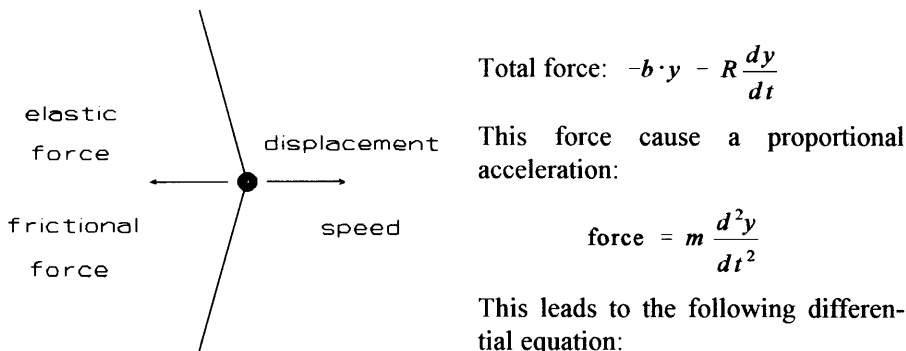 elastic
force
displacement
frictional
force
speed
Total force: -b·y - R dy/dt
This force cause a proportional
acceleration:
force = m d²y/dt²
This leads to the following differen-
tial equation: